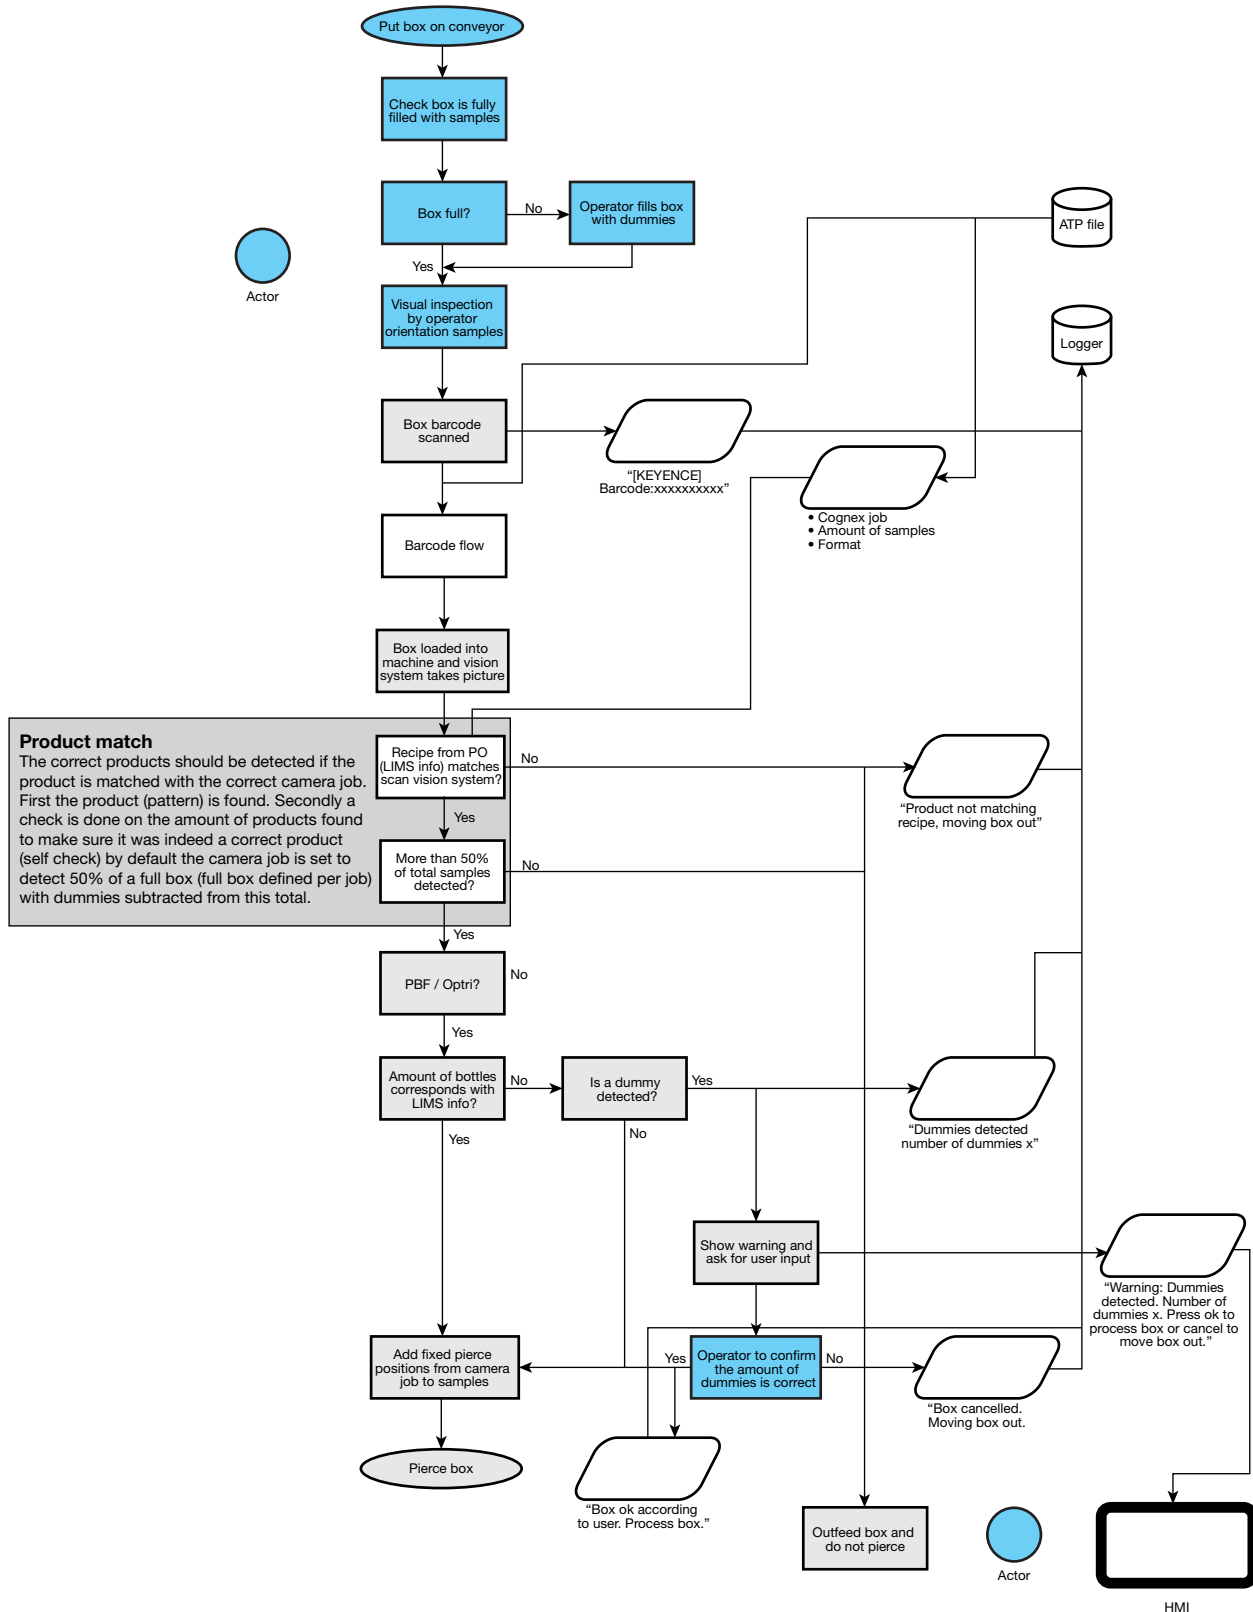 Put box on conveyor
Check box is fully
filled with samples
Box full?
No
Operator fills box
with dummies
ATP file
Yes
Actor
Visual inspection
by operator
orientation samples
Logger
Box barcode
scanned
“[KEYENCE]
Barcode:xxxxxxxxxx”
• Cognex job
• Amount of samples
• Format
Barcode flow
Box loaded into
machine and vision
system takes picture
Product match
The correct products should be detected if the
product is matched with the correct camera job.
First the product (pattern) is found. Secondly a
check is done on the amount of products found
to make sure it was indeed a correct product
(self check) by default the camera job is set to
detect 50% of a full box (full box defined per job)
with dummies subtracted from this total.
Recipe from PO
(LIMS info) matches
scan vision system?
No
“Product not matching
recipe, moving box out”
Yes
More than 50%
of total samples
detected?
No
Yes
PBF / Optri?
No
Yes
Amount of bottles
corresponds with
LIMS info?
No
Is a dummy
detected?
Yes
“Dummies detected
number of dummies x”
Yes
No
Show warning and
ask for user input
“Warning: Dummies
detected. Number of
dummies x. Press ok to
process box or cancel to
move box out.”
Add fixed pierce
positions from camera
job to samples
Yes
Operator to confirm
the amount of
dummies is correct
No
“Box cancelled.
Moving box out.
Pierce box
“Box ok according
to user. Process box.”
Outfeed box and
do not pierce
Actor
HMI